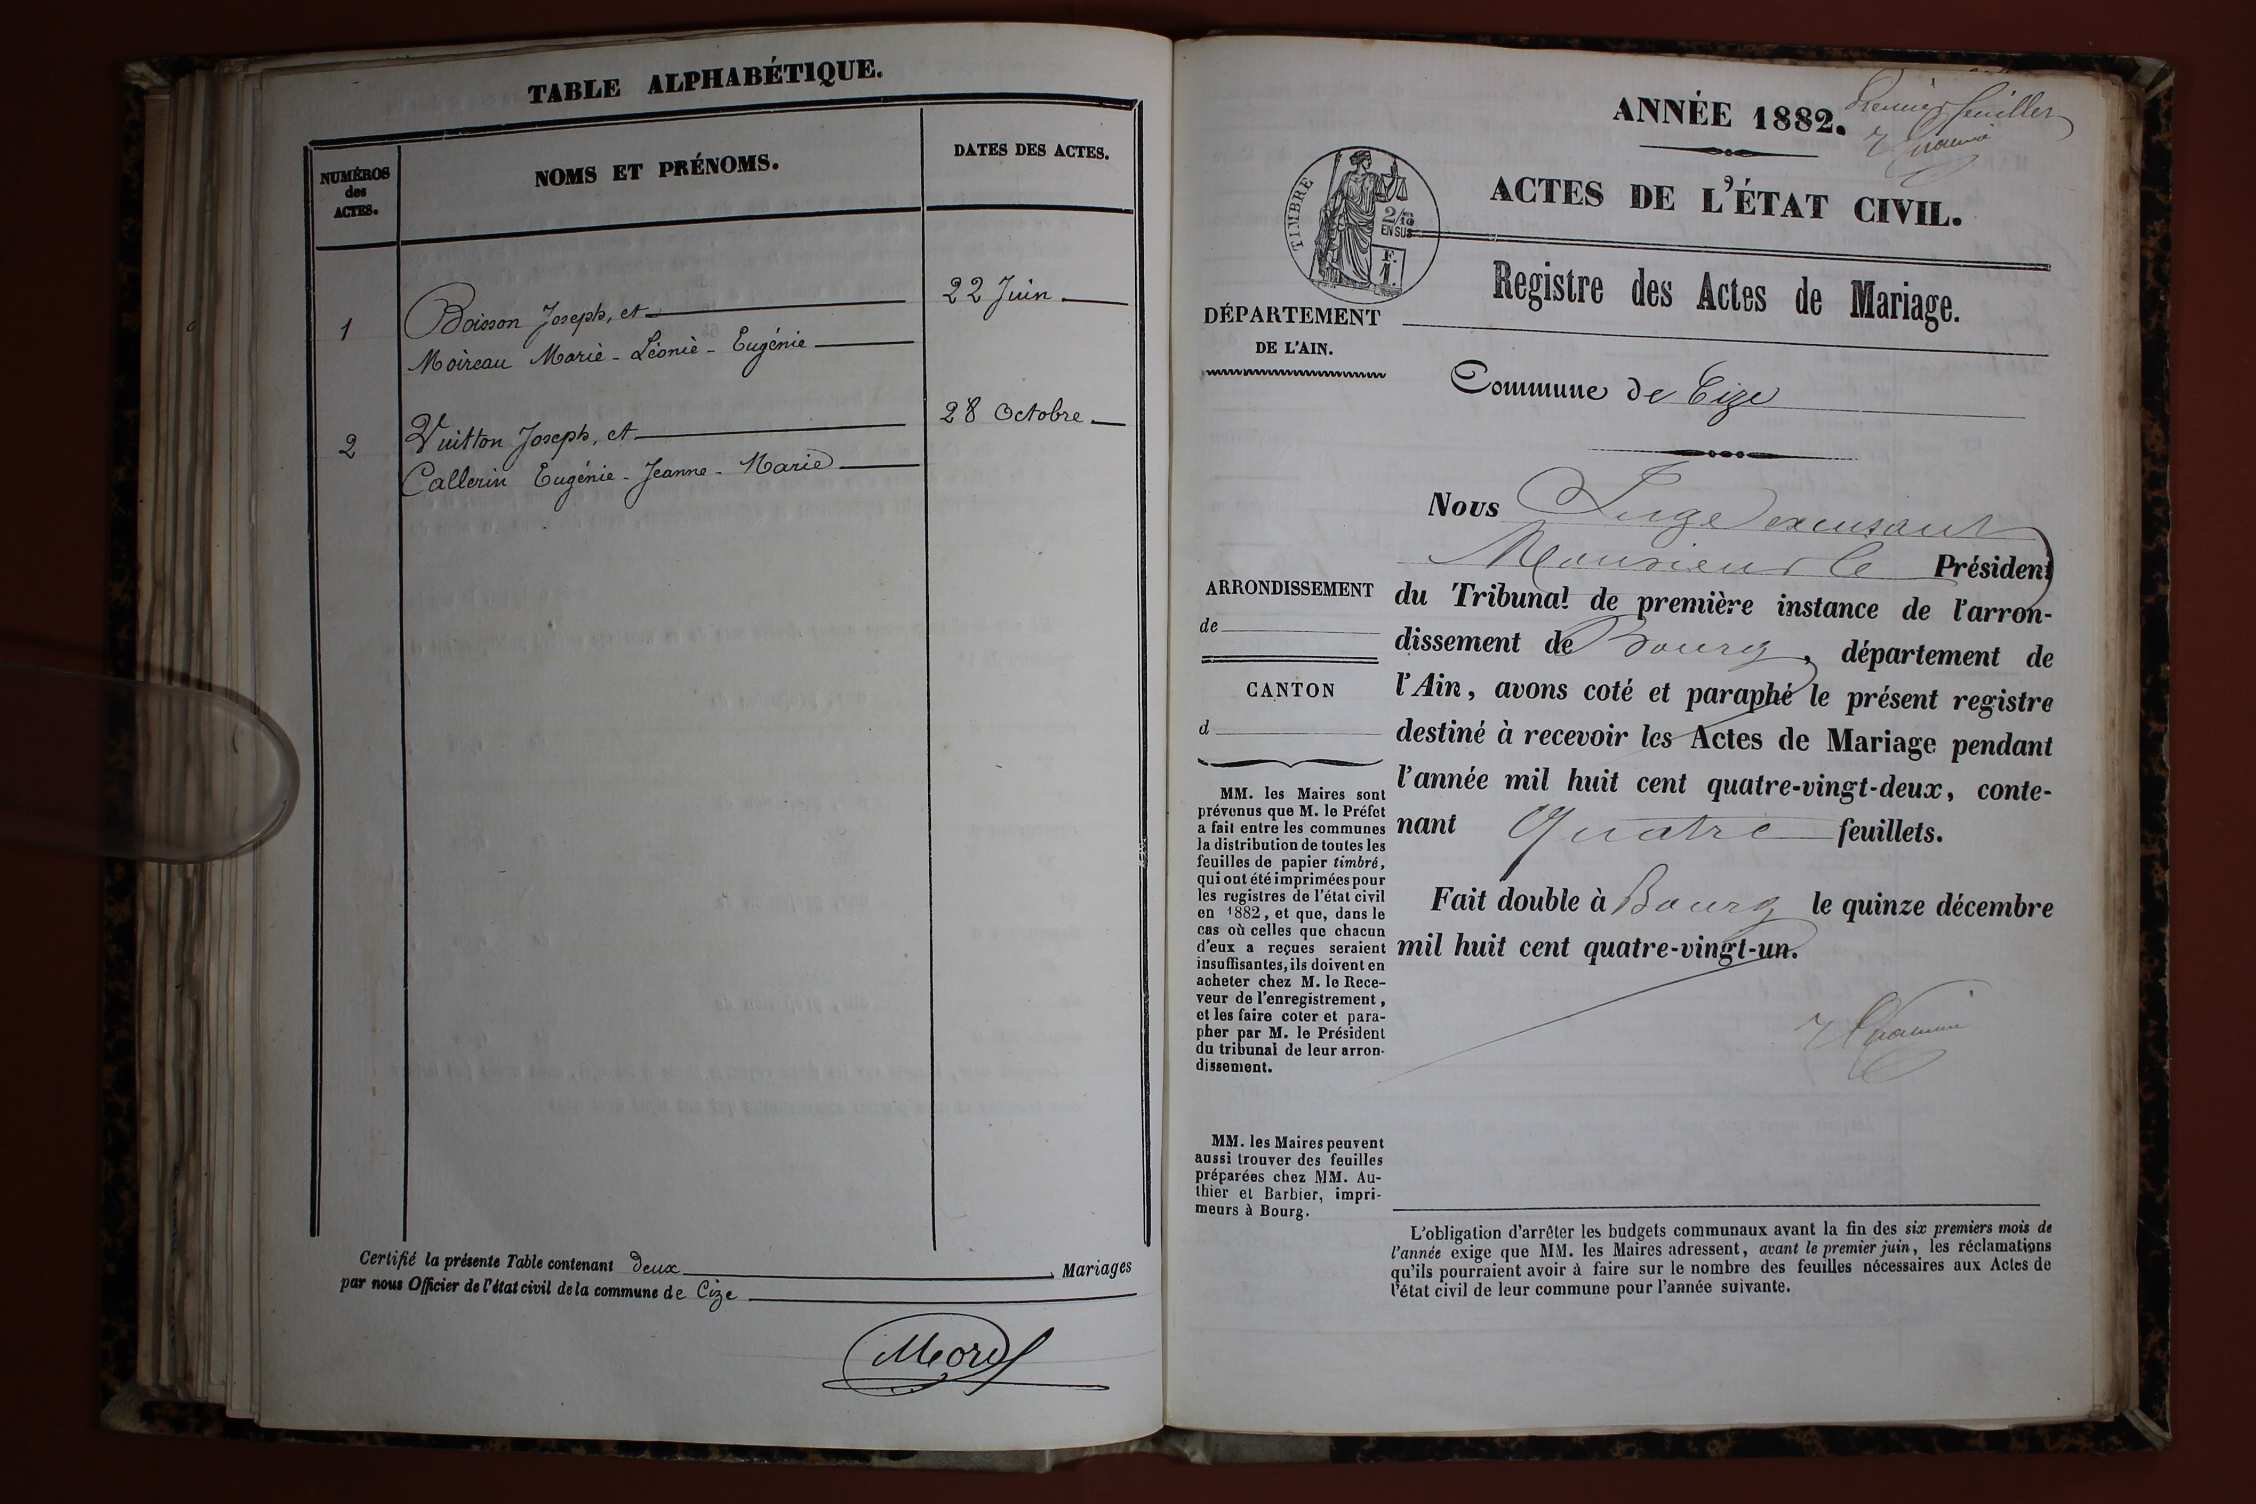 TABLE ALPHABÉTIQUE.
NUMÉROS
des
ACTES.
NOMS ET PRÉNOMS.
DATES DES ACTES.
1
Boisson Joseph, et
22 Juin
Moireau Marie - Léonie - Eugénie
2
Vuitton Joseph, et
28 Octobre
Callerin Eugénie - Jeanne - Marie
Certifié la présente Table contenant deux, Mariages
par nous Officier de l'état civil de la commune de Cize
Morel
Premier feuillet
ANNÉE 1882.
ACTES DE L'ÉTAT CIVIL.
TIMBRE
2/10
EN SUS
F.
1.
Registre des Actes de Mariage.
DÉPARTEMENT
DE L'AIN.
Commune de Cize
ARRONDISSEMENT
de
CANTON
d
MM. les Maires sont
prévenus que M. le Préfet
a fait entre les communes
la distribution de toutes les
feuilles de papier timbré,
qui ont été imprimées pour
les registres de l'état civil
en 1882, et que, dans le
cas où celles que chacun
d'eux a reçues seraient
insuffisantes, ils doivent en
acheter chez M. le Rece-
veur de l'enregistrement,
et les faire coter et para-
pher par M. le Président
du tribunal de leur arron-
dissement.
MM. les Maires peuvent
aussi trouver des feuilles
préparées chez MM. Au-
thier et Barbier, impri-
meurs à Bourg.
Nous Juge excusant
Monsieur le Président
du Tribunal de première instance de l'arron-
dissement de Bourg, département de
l'Ain, avons coté et paraphé le présent registre
destiné à recevoir les Actes de Mariage pendant
l'année mil huit cent quatre-vingt-deux, conte-
nant Quatre feuillets.
Fait double à Bourg le quinze décembre
mil huit cent quatre-vingt-un.
L'obligation d'arrêter les budgets communaux avant la fin des six premiers mois de
l'année exige que MM. les Maires adressent, avant le premier juin, les réclamations
qu'ils pourraient avoir à faire sur le nombre des feuilles nécessaires aux Actes de
l'état civil de leur commune pour l'année suivante.